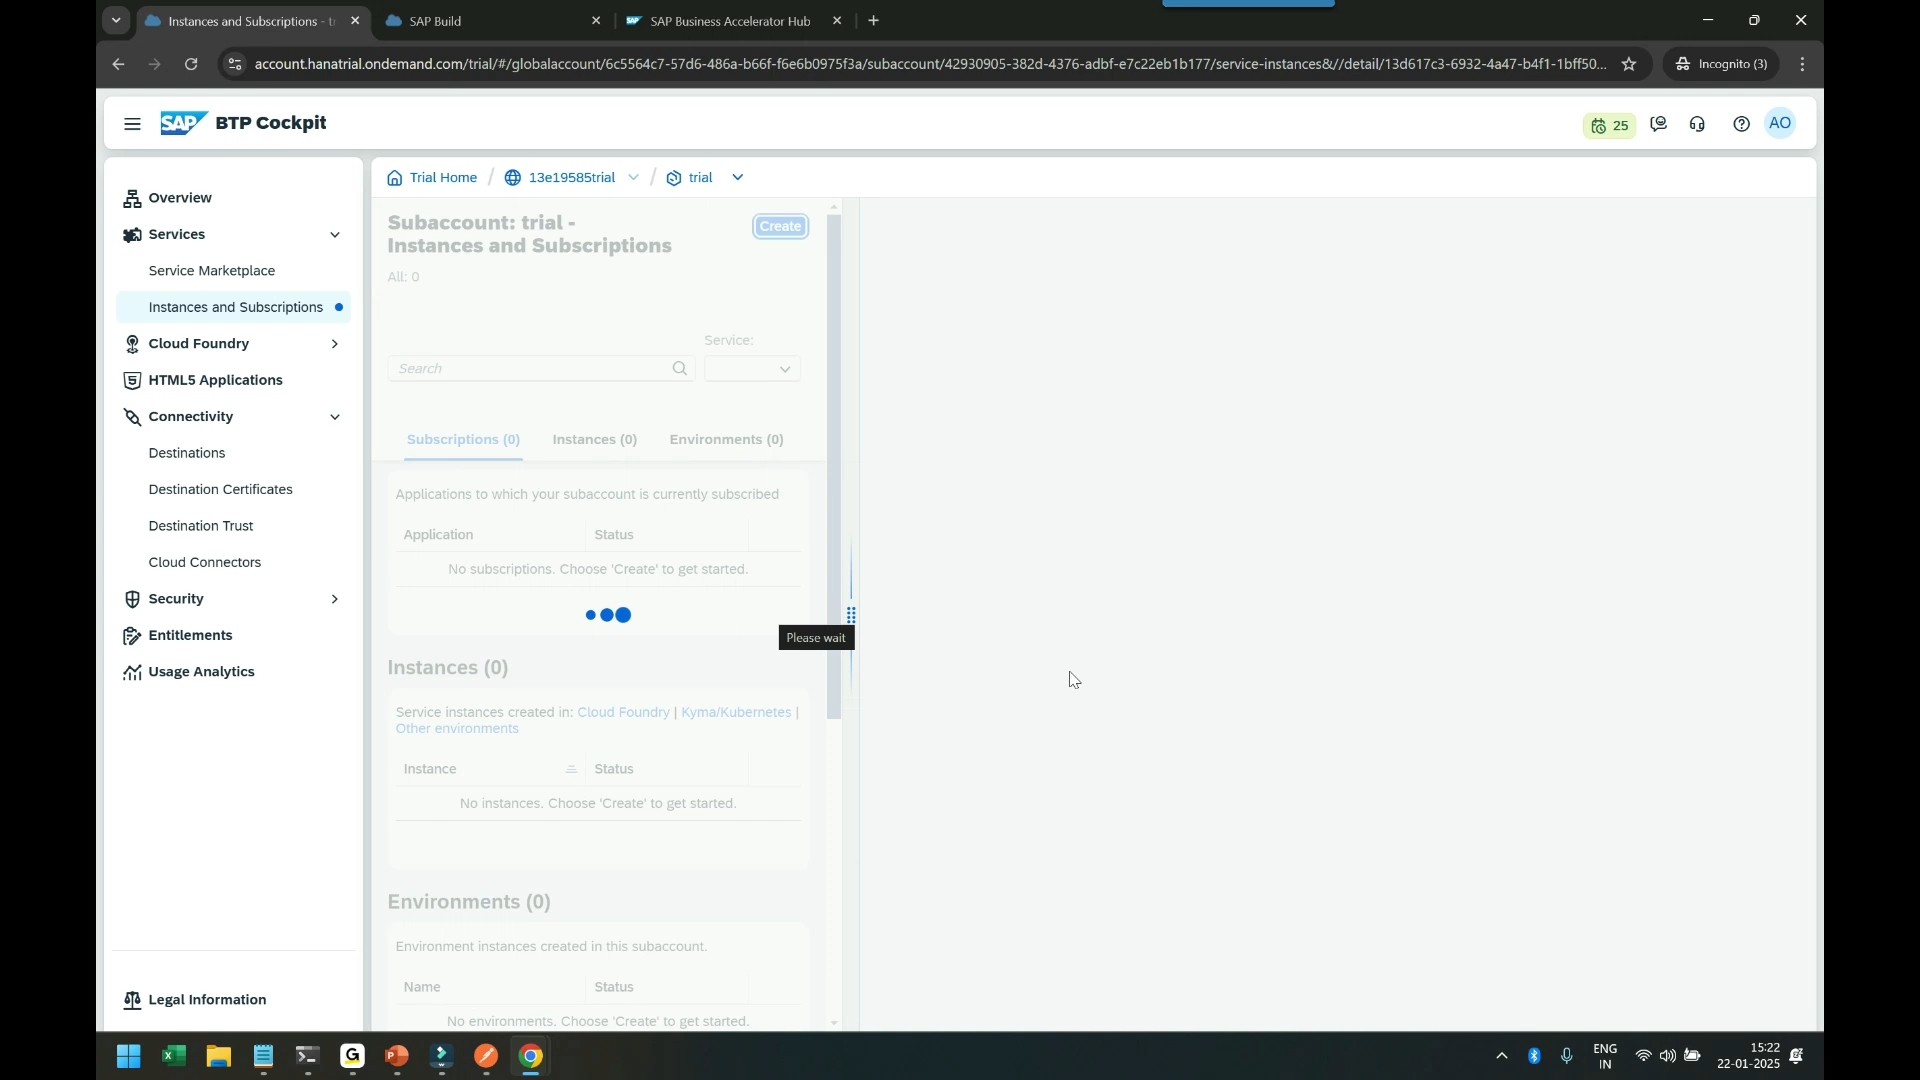 Instances and Subscriptions - t
SAP Build
SAP Business Accelerator Hub
account.hanatrial.ondemand.com/trial/#/globalaccount/6c5564c7-57d6-486a-b66f-f6e6b0975f3a/subaccount/42930905-382d-4376-adbf-e7c22eb1b177/service-instances&//detail/13d617c3-6932-4a47-b4f1-1bff50...
Incognito (3)
SAP BTP Cockpit
25
AO
Trial Home / 13e19585trial / trial
Overview
Services
Service Marketplace
Instances and Subscriptions
Cloud Foundry
HTML5 Applications
Connectivity
Destinations
Destination Certificates
Destination Trust
Cloud Connectors
Security
Entitlements
Usage Analytics
Legal Information
Subaccount: trial -
Instances and Subscriptions
Create
All: 0
Service:
Search
Subscriptions (0) Instances (0) Environments (0)
Applications to which your subaccount is currently subscribed
Application Status
No subscriptions. Choose 'Create' to get started.
Please wait
Instances (0)
Service instances created in: Cloud Foundry | Kyma/Kubernetes |
Other environments
Instance Status
No instances. Choose 'Create' to get started.
Environments (0)
Environment instances created in this subaccount.
Name Status
No environments. Choose 'Create' to get started.
ENG
IN
15:22
22-01-2025